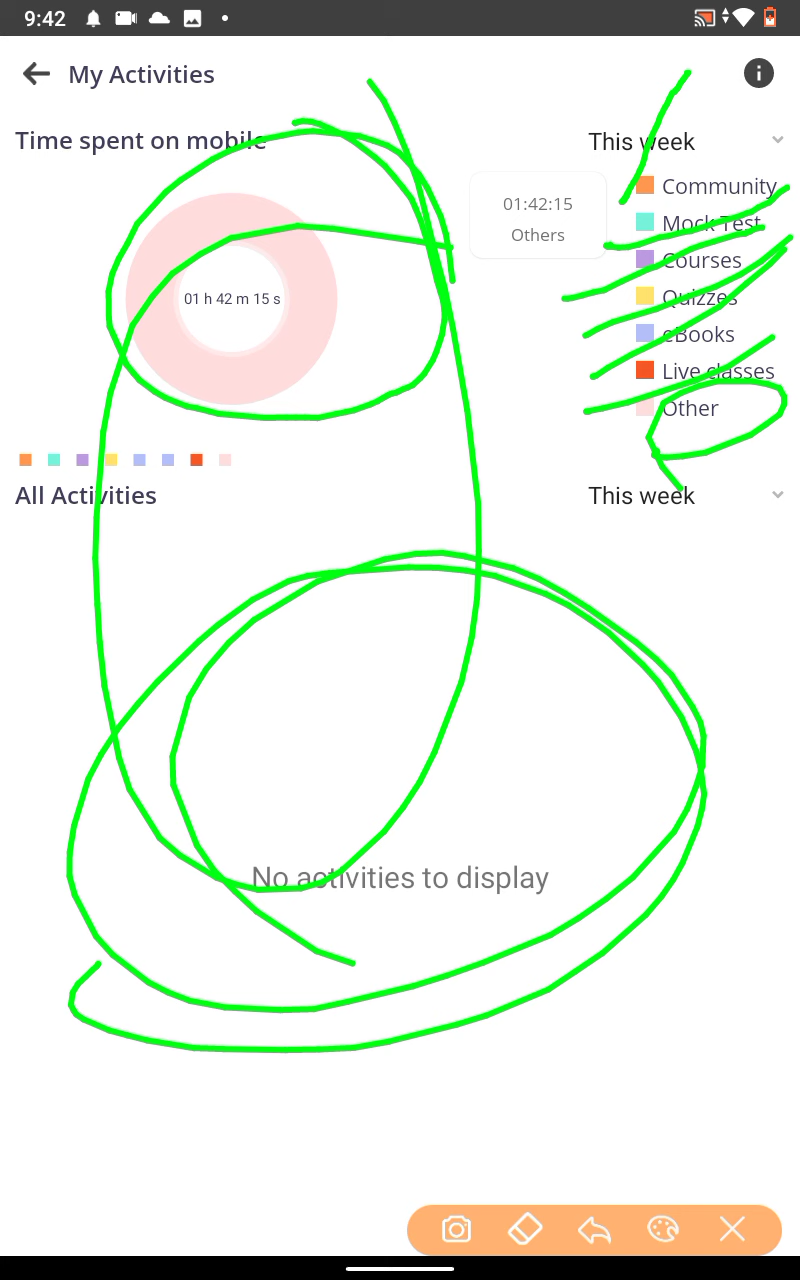 9:42
My Activities
Time spent on mobile
This week
01:42:15
Others
Community
Mock Test
Courses
Quizzes
eBooks
Live classes
Other
01 h 42 m 15 s
All Activities
This week
No activities to display